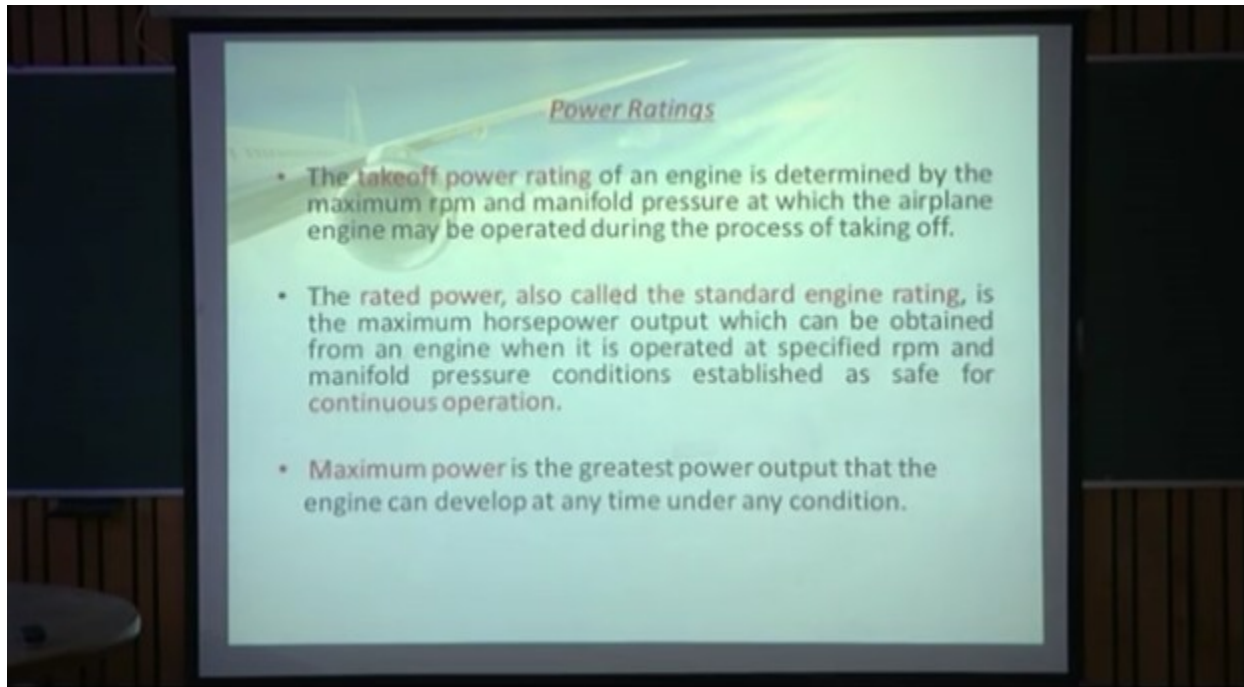 Power Ratings
• The takeoff power rating of an engine is determined by the
maximum rpm and manifold pressure at which the airplane
engine may be operated during the process of taking off.
• The rated power, also called the standard engine rating, is
the maximum horsepower output which can be obtained
from an engine when it is operated at specified rpm and
manifold pressure conditions established as safe for
continuous operation.
• Maximum power is the greatest power output that the
engine can develop at any time under any condition.